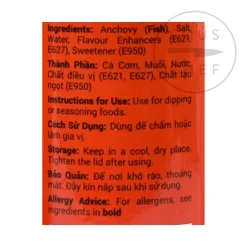 Ingredients: Anchovy (Fish), Salt,
Water, Flavour Enhancers (E621,
E627), Sweetener (E950)
Thành Phần: Cá Cơm, Muối, Nước,
Chất điều vị (E621, E627), Chất tạo
ngọt (E950)
Instructions for Use: Use for dipping
or seasoning foods.
Cách Sử Dụng: Dùng để chấm hoặc
làm gia vị.
Storage: Keep in a cool, dry place.
Tighten the lid after using.
Bảo Quản: Để nơi khô ráo, thoáng
mát. Đậy kín nắp sau khi sử dụng.
Allergy Advice: For allergens, see
ingredients in bold